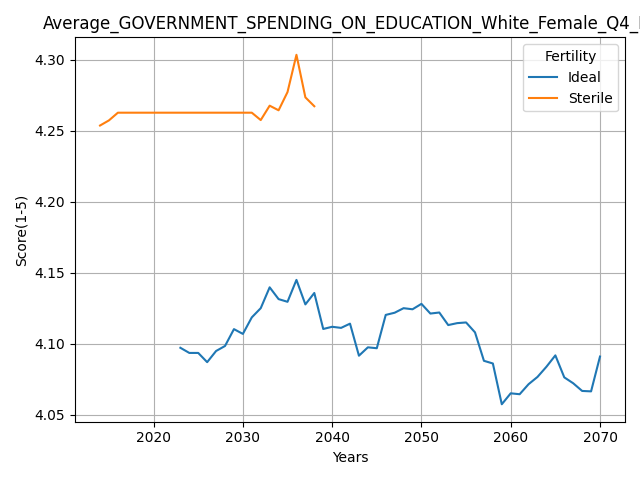 Average_GOVERNMENT_SPENDING_ON_EDUCATION_White_Female_Q4_
Fertility
Ideal
Sterile
4.30
4.25
4.20
4.15
4.10
4.05
Score(1-5)
2020 2030 2040 2050 2060 2070
Years